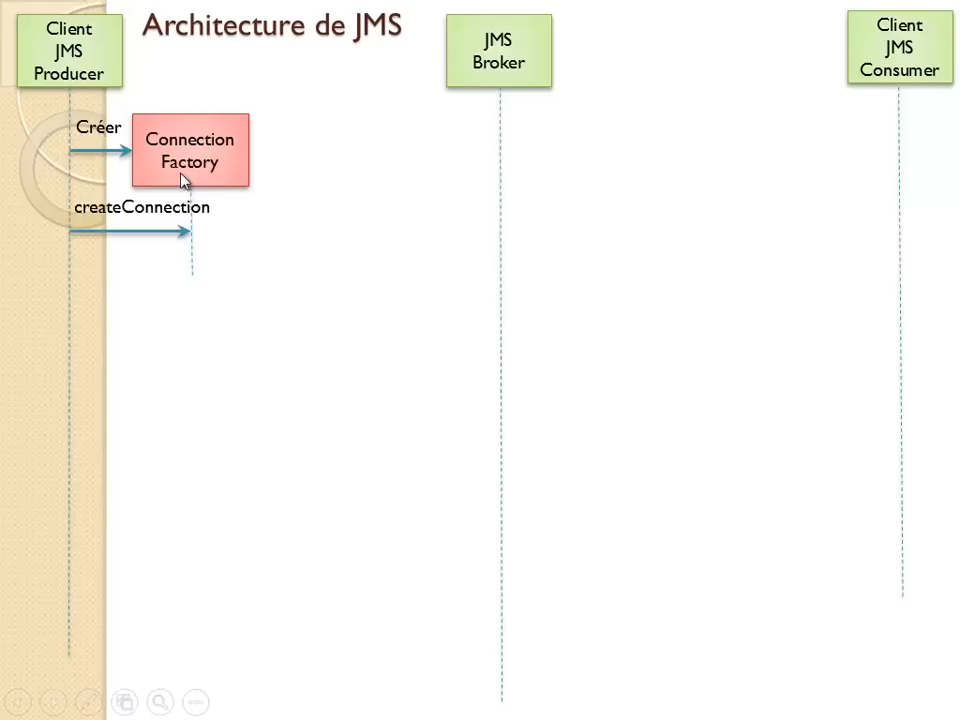 Architecture de JMS
Client
JMS
Producer
JMS
Broker
Client
JMS
Consumer
Créer
Connection
Factory
createConnection